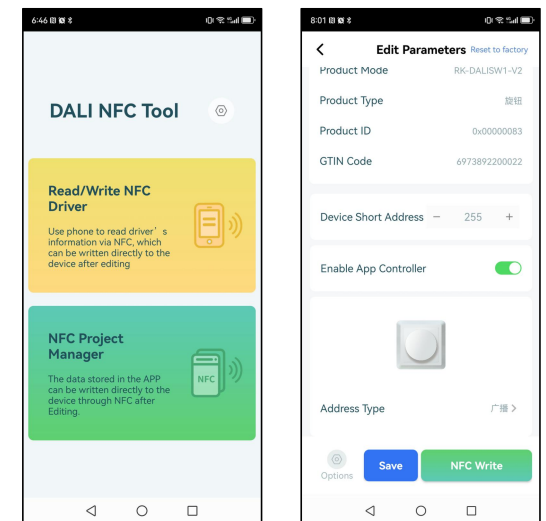 6:46
DALI NFC Tool
Read/Write NFC
Driver
Use phone to read driver's
information via NFC, which
can be written directly to the
device after editing
NFC Project
Manager
The data stored in the APP
can be written directly to the
device through NFC after
Editing.
NFC
8:01
Edit Parameters Reset to factory
Product Mode RK-DALISW1-V2
Product Type 旋钮
Product ID 0x00000083
GTIN Code 6973892200022
Device Short Address − 255 +
Enable App Controller
Address Type 广播 >
Options
Save
NFC Write